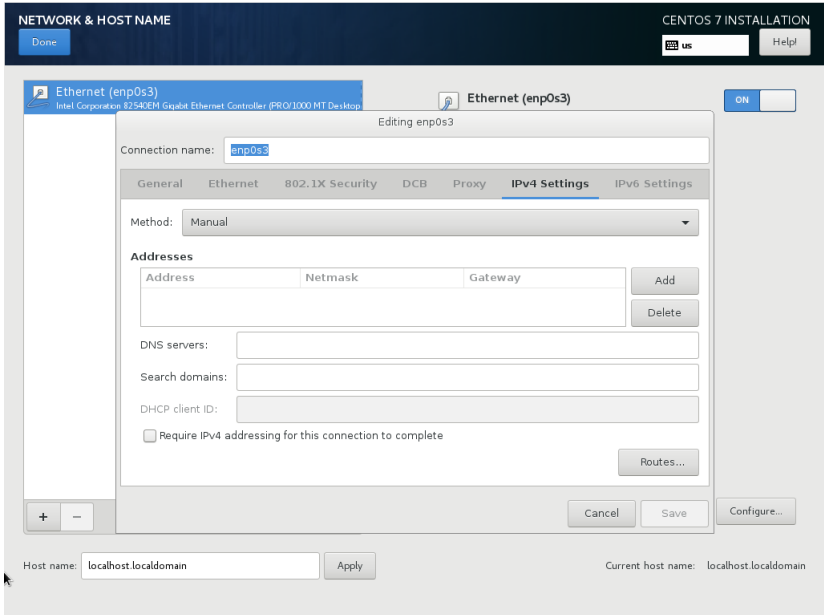 NETWORK & HOST NAME
CENTOS 7 INSTALLATION
Done
us
Help!
Ethernet (enp0s3)
Intel Corporation 82540EM Gigabit Ethernet Controller (PRO/1000 MT Desktop
Ethernet (enp0s3)
ON
Editing enp0s3
Connection name: enp0s3
General Ethernet 802.1X Security DCB Proxy IPv4 Settings IPv6 Settings
Method: Manual
Addresses
Address Netmask Gateway
Add
Delete
DNS servers:
Search domains:
DHCP client ID:
Require IPv4 addressing for this connection to complete
Routes...
Cancel Save
+ − Configure...
Host name: localhost.localdomain Apply Current host name: localhost.localdomain